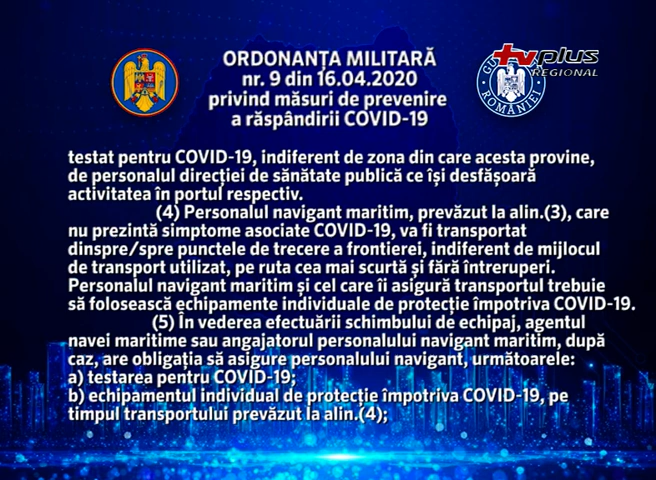 ORDONANȚA MILITARĂ
nr. 9 din 16.04.2020
privind măsuri de prevenire
a răspândirii COVID-19
tvplus
REGIONAL
GU
ROMÂNIEI
testat pentru COVID-19, indiferent de zona din care acesta provine,
de personalul direcției de sănătate publică ce își desfășoară
activitatea în portul respectiv.
(4) Personalul navigant maritim, prevăzut la alin.(3), care
nu prezintă simptome asociate COVID-19, va fi transportat
dinspre/spre punctele de trecere a frontierei, indiferent de mijlocul
de transport utilizat, pe ruta cea mai scurtă și fără întreruperi.
Personalul navigant maritim și cel care îi asigură transportul trebuie
să folosească echipamente individuale de protecție împotriva COVID-19.
(5) În vederea efectuării schimbului de echipaj, agentul
navei maritime sau angajatorul personalului navigant maritim, după
caz, are obligația să asigure personalului navigant, următoarele:
a) testarea pentru COVID-19;
b) echipamentul individual de protecție împotriva COVID-19, pe
timpul transportului prevăzut la alin.(4);